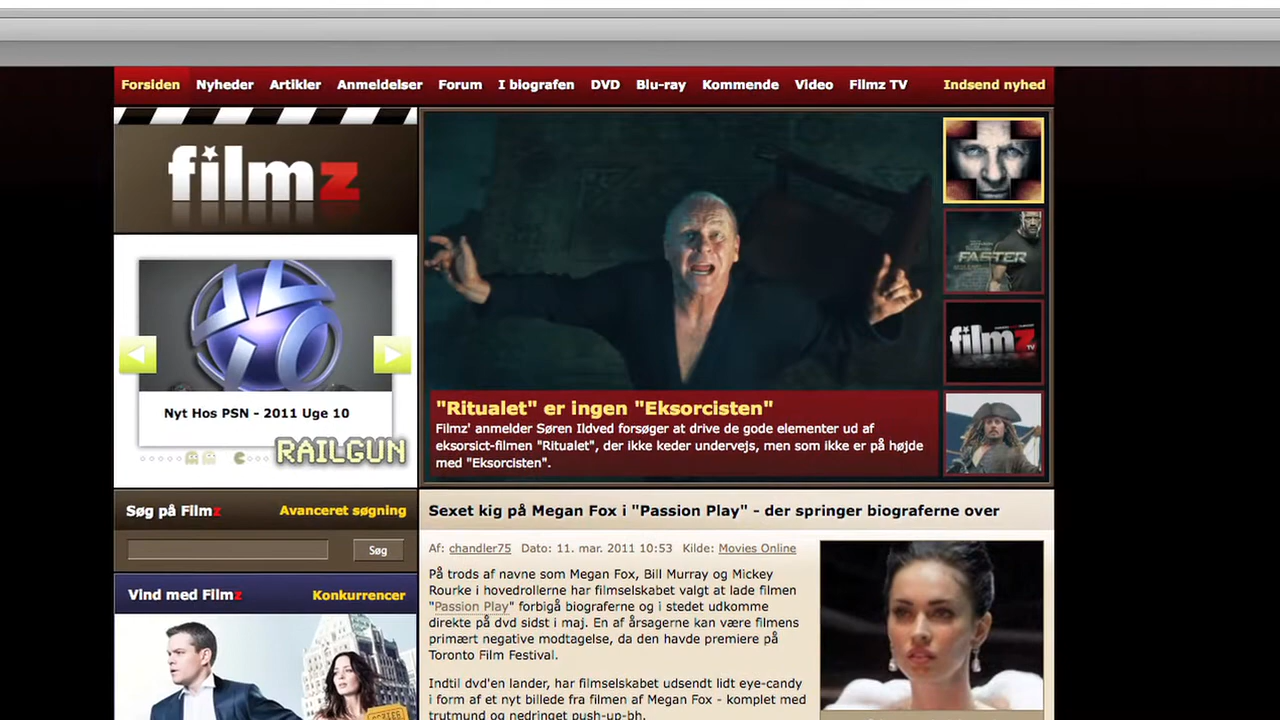 Forsiden Nyheder Artikler Anmeldelser Forum I biografen DVD Blu-ray Kommende Video Filmz TV Indsend nyhed
filmz
Nyt Hos PSN - 2011 Uge 10
RAILGUN
"Ritualet" er ingen "Eksorcisten"
Filmz' anmelder Søren Ildved forsøger at drive de gode elementer ud af
eksorsict-filmen "Ritualet", der ikke keder undervejs, men som ikke er på højde
med "Eksorcisten".
FASTER
filmz TV
Søg på Filmz Avanceret søgning
Søg
Vind med Filmz Konkurrencer
Sexet kig på Megan Fox i "Passion Play" - der springer biograferne over
Af: chandler75 Dato: 11. mar. 2011 10:53 Kilde: Movies Online
På trods af navne som Megan Fox, Bill Murray og Mickey
Rourke i hovedrollerne har filmselskabet valgt at lade filmen
"Passion Play" forbigå biograferne og i stedet udkomme
direkte på dvd sidst i maj. En af årsagerne kan være filmens
primært negative modtagelse, da den havde premiere på
Toronto Film Festival.
Indtil dvd'en lander, har filmselskabet udsendt lidt eye-candy
i form af et nyt billede fra filmen af Megan Fox - komplet med
trutmund og nedringet push-up-bh.